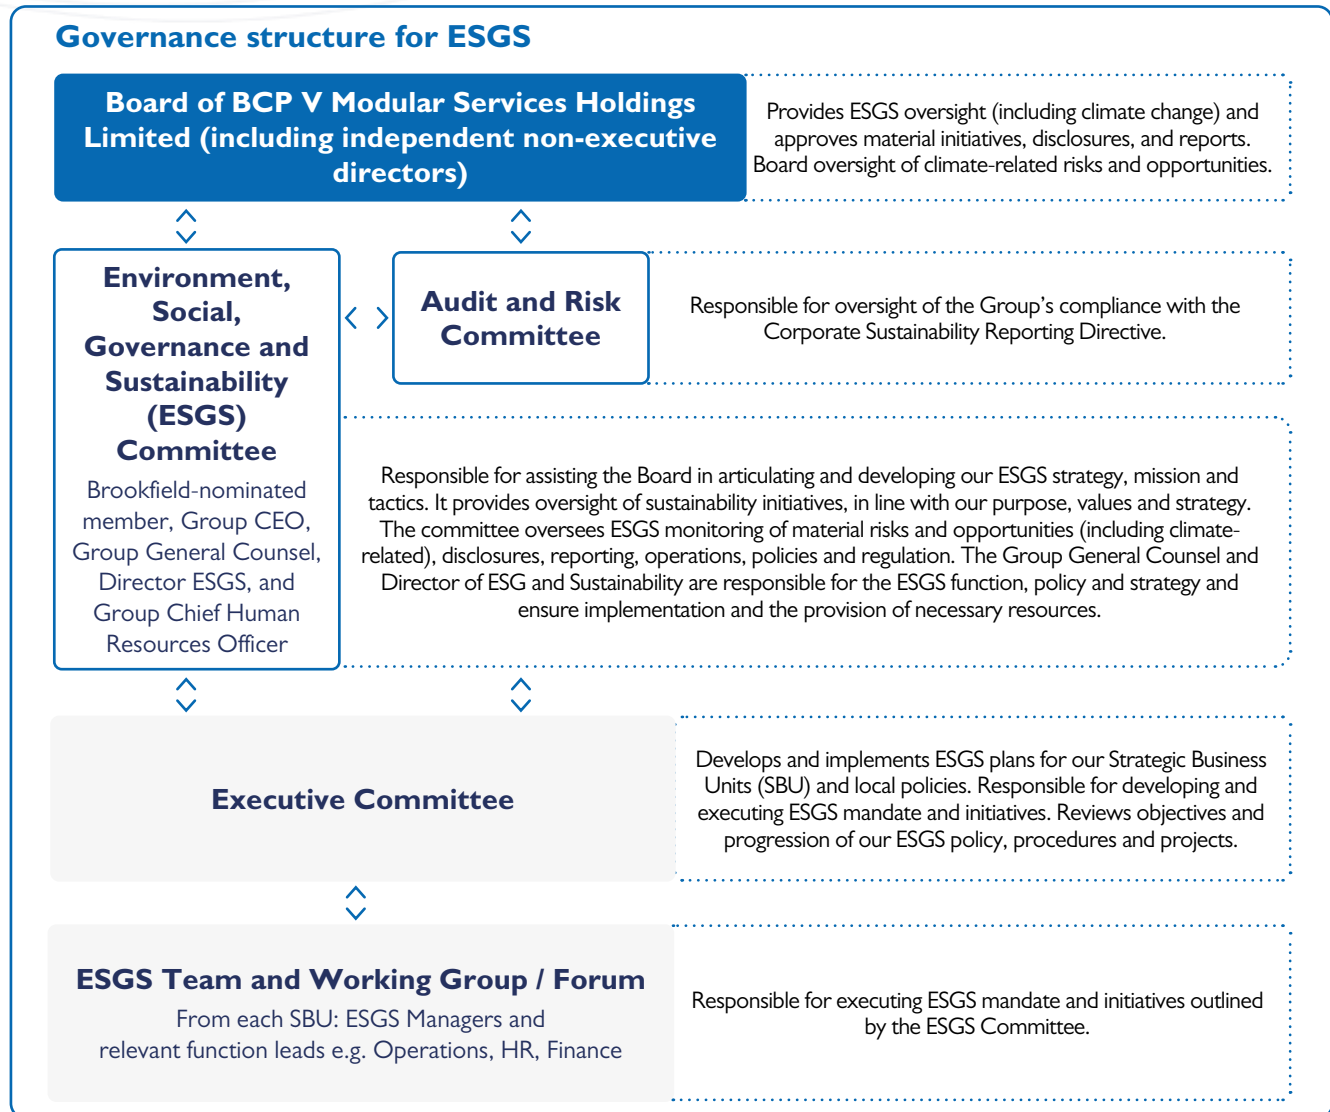 Governance structure for ESGS
Board of BCP V Modular Services Holdings
Limited (including independent non-executive
directors)
Provides ESGS oversight (including climate change) and
approves material initiatives, disclosures, and reports.
Board oversight of climate-related risks and opportunities.
Environment,
Social,
Governance and
Sustainability
(ESGS)
Committee
Brookfield-nominated
member, Group CEO,
Group General Counsel,
Director ESGS, and
Group Chief Human
Resources Officer
Audit and Risk
Committee
Responsible for oversight of the Group’s compliance with the
Corporate Sustainability Reporting Directive.
Responsible for assisting the Board in articulating and developing our ESGS strategy, mission and
tactics. It provides oversight of sustainability initiatives, in line with our purpose, values and strategy.
The committee oversees ESGS monitoring of material risks and opportunities (including climate-
related), disclosures, reporting, operations, policies and regulation. The Group General Counsel and
Director of ESG and Sustainability are responsible for the ESGS function, policy and strategy and
ensure implementation and the provision of necessary resources.
Executive Committee
Develops and implements ESGS plans for our Strategic Business
Units (SBU) and local policies. Responsible for developing and
executing ESGS mandate and initiatives. Reviews objectives and
progression of our ESGS policy, procedures and projects.
ESGS Team and Working Group / Forum
From each SBU: ESGS Managers and
relevant function leads e.g. Operations, HR, Finance
Responsible for executing ESGS mandate and initiatives outlined
by the ESGS Committee.